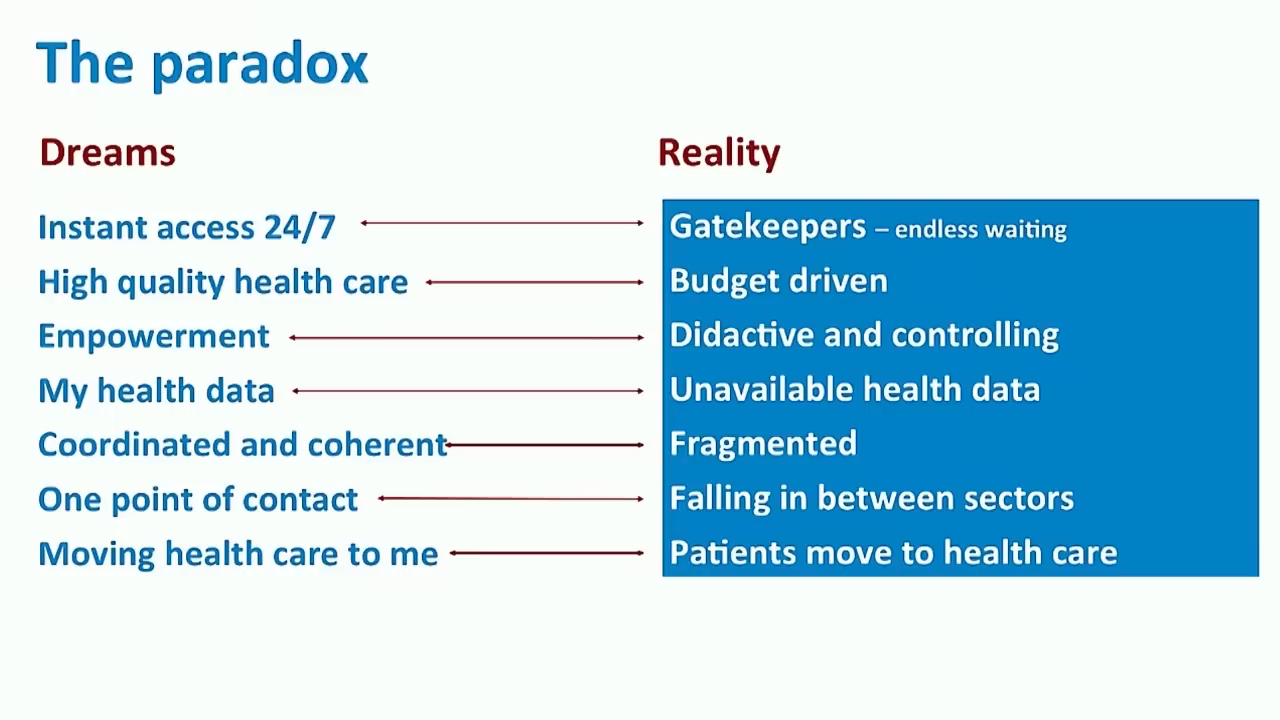 The paradox
Dreams
Reality
Instant access 24/7
Gatekeepers – endless waiting
High quality health care
Budget driven
Empowerment
Didactive and controlling
My health data
Unavailable health data
Coordinated and coherent
Fragmented
One point of contact
Falling in between sectors
Moving health care to me
Patients move to health care